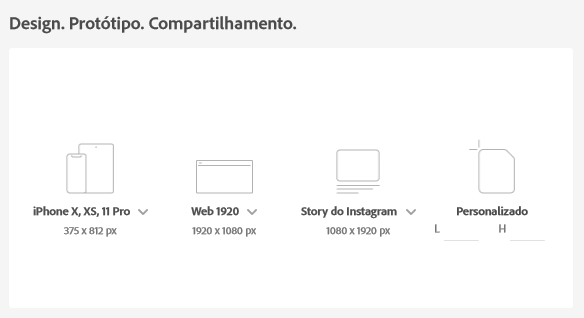 Design. Protótipo. Compartilhamento.
iPhone X, XS, 11 Pro
375 x 812 px
Web 1920
1920 x 1080 px
Story do Instagram
1080 x 1920 px
Personalizado
L H